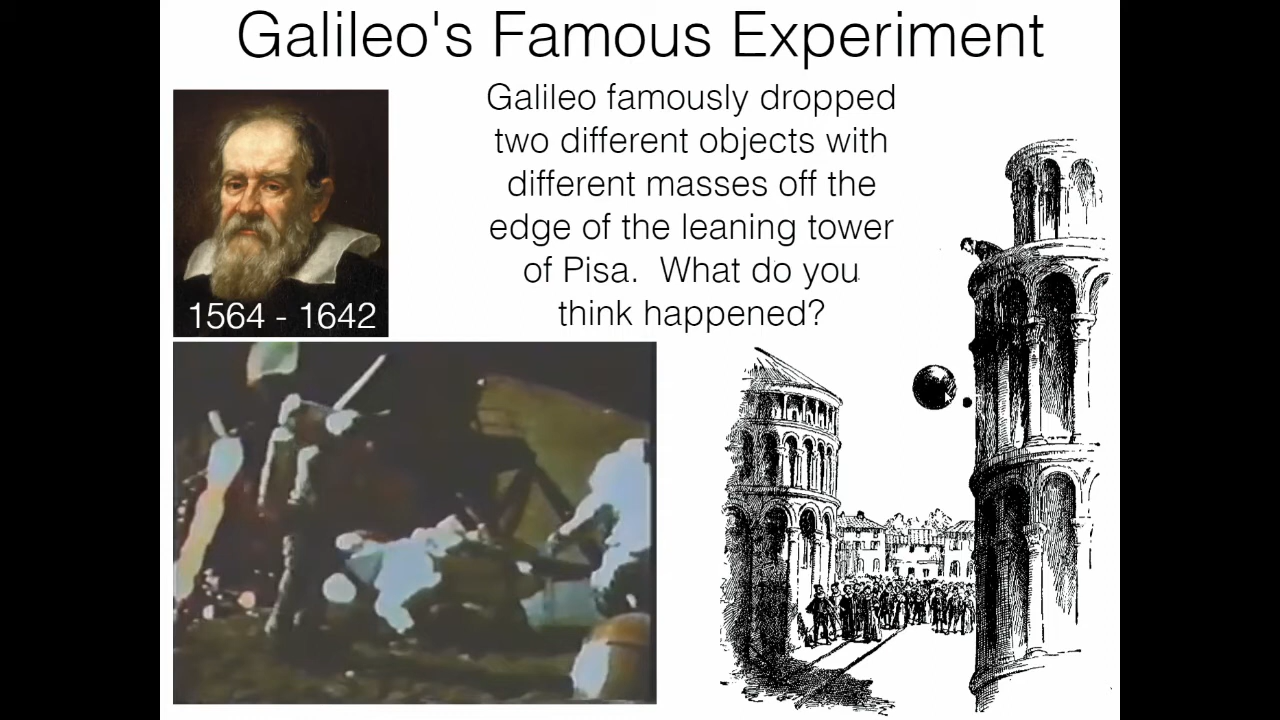 Galileo's Famous Experiment
Galileo famously dropped
two different objects with
different masses off the
edge of the leaning tower
of Pisa.  What do you
think happened?
1564 - 1642